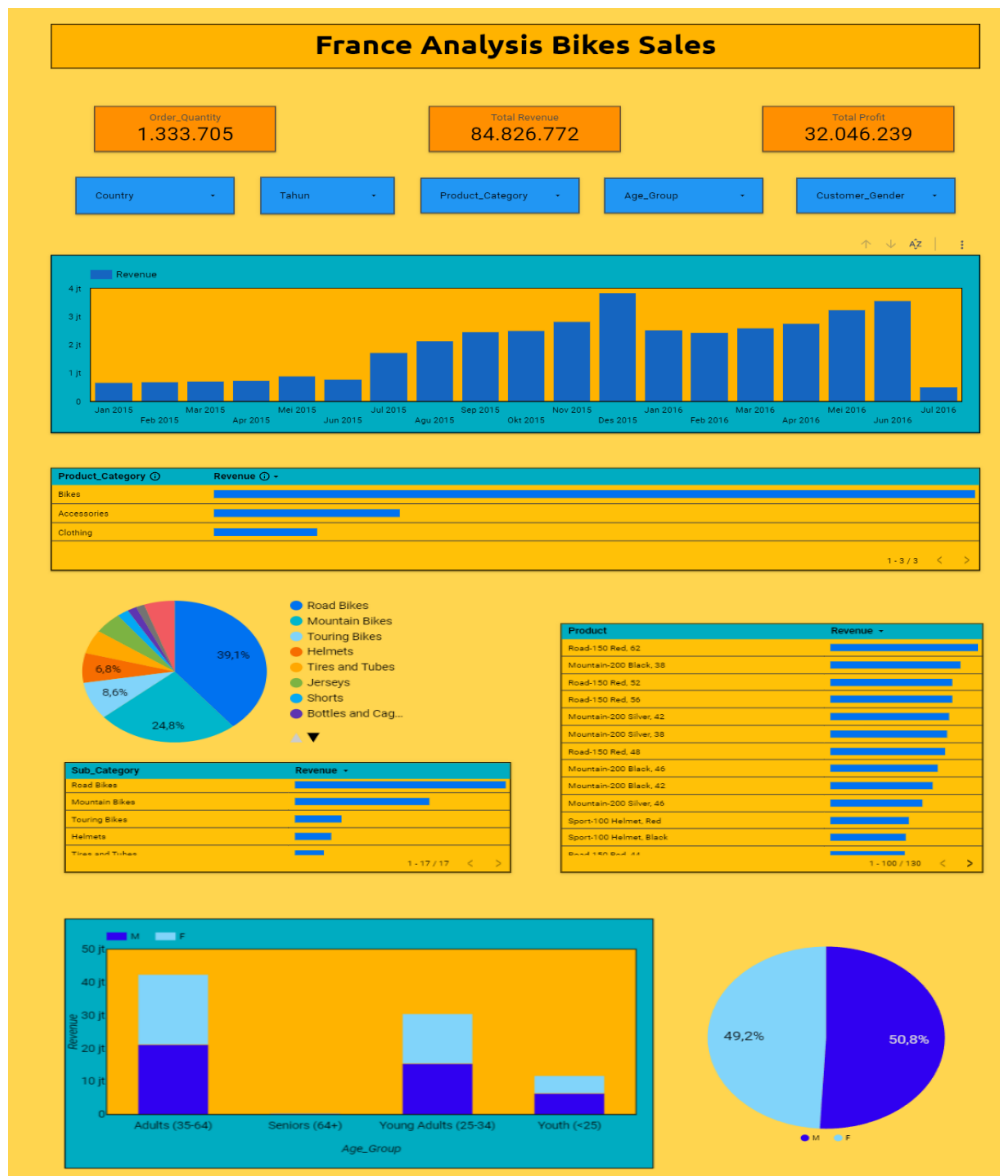 France Analysis Bikes Sales
Order_Quantity
1.333.705
Total Revenue
84.826.772
Total Profit
32.046.239
Country
Tahun
Product_Category
Age_Group
Customer_Gender
AZ
Revenue
4 jt
3 jt
2 jt
1 jt
0
Jan 2015
Feb 2015
Mar 2015
Apr 2015
Mei 2015
Jun 2015
Jul 2015
Agu 2015
Sep 2015
Okt 2015
Nov 2015
Des 2015
Jan 2016
Feb 2016
Mar 2016
Apr 2016
Mei 2016
Jun 2016
Jul 2016
Product_Category Revenue
Bikes
Accessories
Clothing
1 - 3 / 3 < >
39,1%
24,8%
8,6%
6,8%
Road Bikes
Mountain Bikes
Touring Bikes
Helmets
Tires and Tubes
Jerseys
Shorts
Bottles and Cag...
Sub_Category Revenue
Road Bikes
Mountain Bikes
Touring Bikes
Helmets
Tires and Tubes
1 - 17 / 17 < >
Product Revenue
Road-150 Red, 62
Mountain-200 Black, 38
Road-150 Red, 52
Road-150 Red, 56
Mountain-200 Silver, 42
Mountain-200 Silver, 38
Road-150 Red, 48
Mountain-200 Black, 46
Mountain-200 Black, 42
Mountain-200 Silver, 46
Sport-100 Helmet, Red
Sport-100 Helmet, Black
Road-150 Red, 44
1 - 100 / 130 < >
M F
50 jt
40 jt
30 jt
20 jt
10 jt
0
Revenue
Adults (35-64)
Seniors (64+)
Young Adults (25-34)
Youth (<25)
Age_Group
49,2%
50,8%
M F